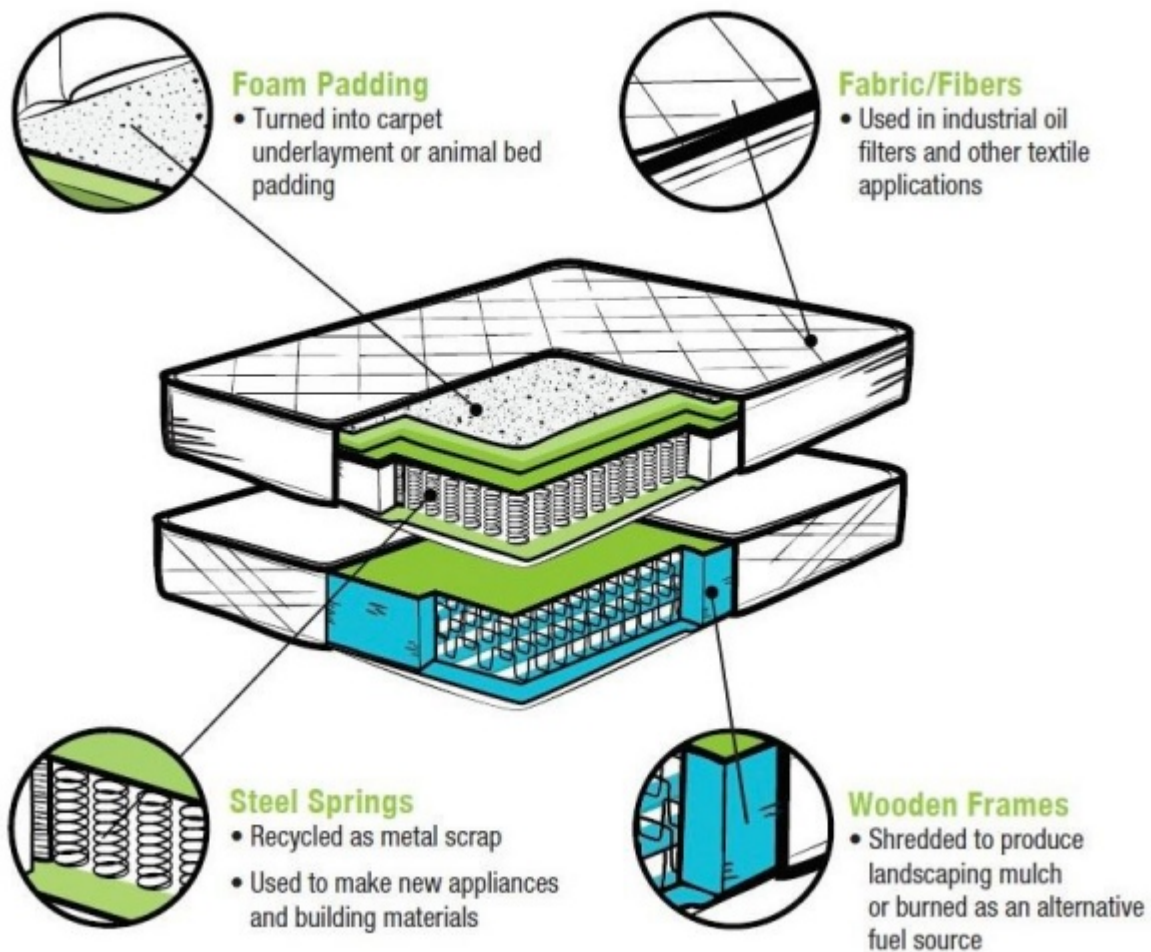 Foam Padding
• Turned into carpet
underlayment or animal bed
padding
Fabric/Fibers
• Used in industrial oil
filters and other textile
applications
Steel Springs
• Recycled as metal scrap
• Used to make new appliances
and building materials
Wooden Frames
• Shredded to produce
landscaping mulch
or burned as an alternative
fuel source